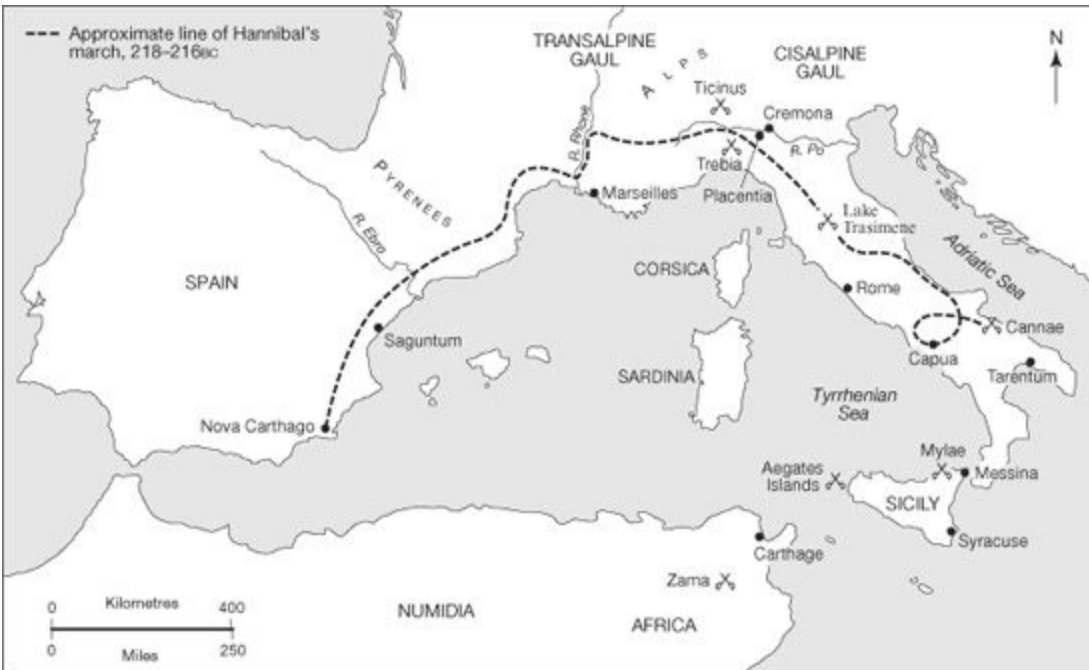 Approximate line of Hannibal's
march, 218–216BC
TRANSALPINE
GAUL
CISALPINE
GAUL
N
ALPS
Ticinus
Cremona
R. Rhone
R. Po
Trebia
Placentia
Marseilles
PYRENEES
R. Ebro
Lake
Trasimene
Adriatic Sea
CORSICA
SPAIN
Rome
Saguntum
Cannae
Capua
Tarentum
SARDINIA
Tyrrhenian
Sea
Nova Carthago
Mylae
Messina
Aegates
Islands
SICILY
Syracuse
Carthage
Zama
NUMIDIA
AFRICA
0 Kilometres 400
0 Miles 250